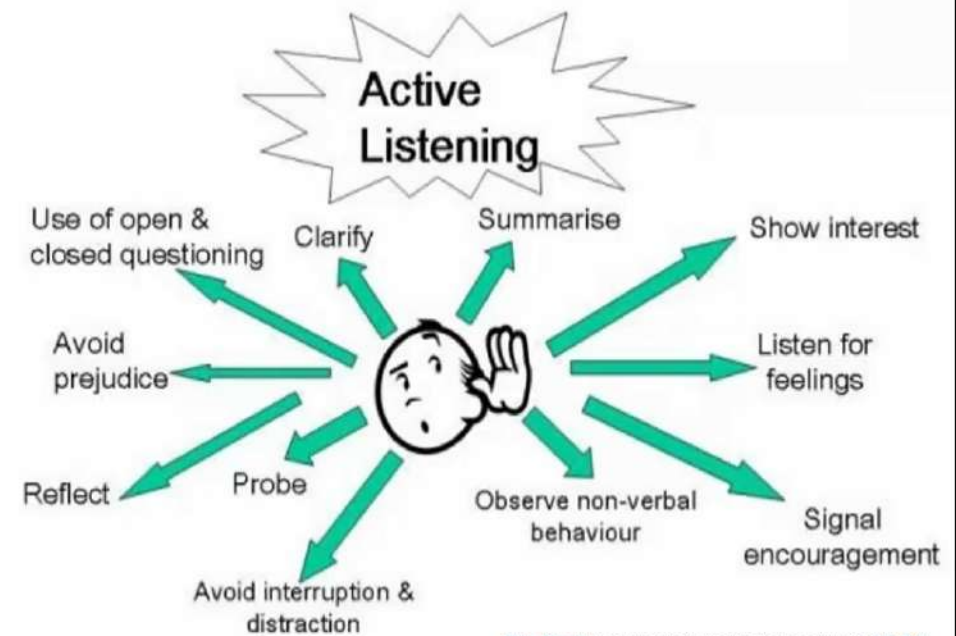 Active
Listening
Use of open &
closed questioning
Clarify
Summarise
Show interest
Avoid
prejudice
Listen for
feelings
Reflect
Probe
Observe non-verbal
behaviour
Signal
encouragement
Avoid interruption &
distraction